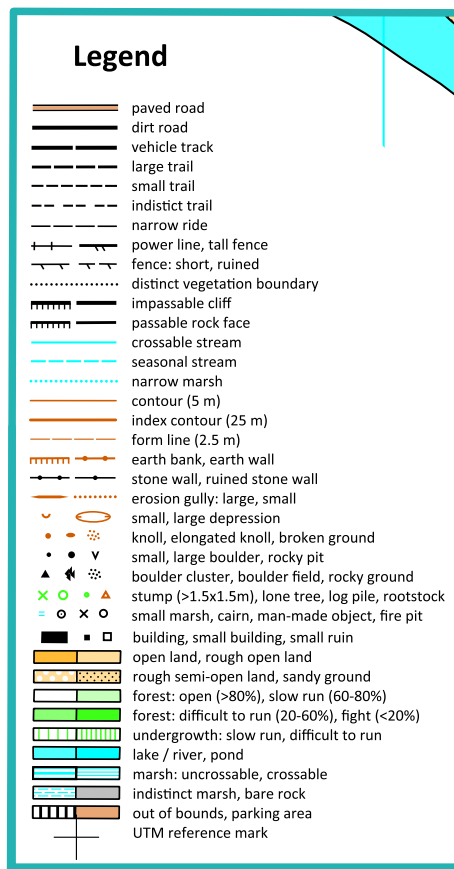 Legend
paved road
dirt road
vehicle track
large trail
small trail
indistict trail
narrow ride
power line, tall fence
fence: short, ruined
distinct vegetation boundary
impassable cliff
passable rock face
crossable stream
seasonal stream
narrow marsh
contour (5 m)
index contour (25 m)
form line (2.5 m)
earth bank, earth wall
stone wall, ruined stone wall
erosion gully: large, small
small, large depression
knoll, elongated knoll, broken ground
small, large boulder, rocky pit
boulder cluster, boulder field, rocky ground
stump (>1.5x1.5m), lone tree, log pile, rootstock
small marsh, cairn, man-made object, fire pit
building, small building, small ruin
open land, rough open land
rough semi-open land, sandy ground
forest: open (>80%), slow run (60-80%)
forest: difficult to run (20-60%), fight (<20%)
undergrowth: slow run, difficult to run
lake / river, pond
marsh: uncrossable, crossable
indistinct marsh, bare rock
out of bounds, parking area
UTM reference mark